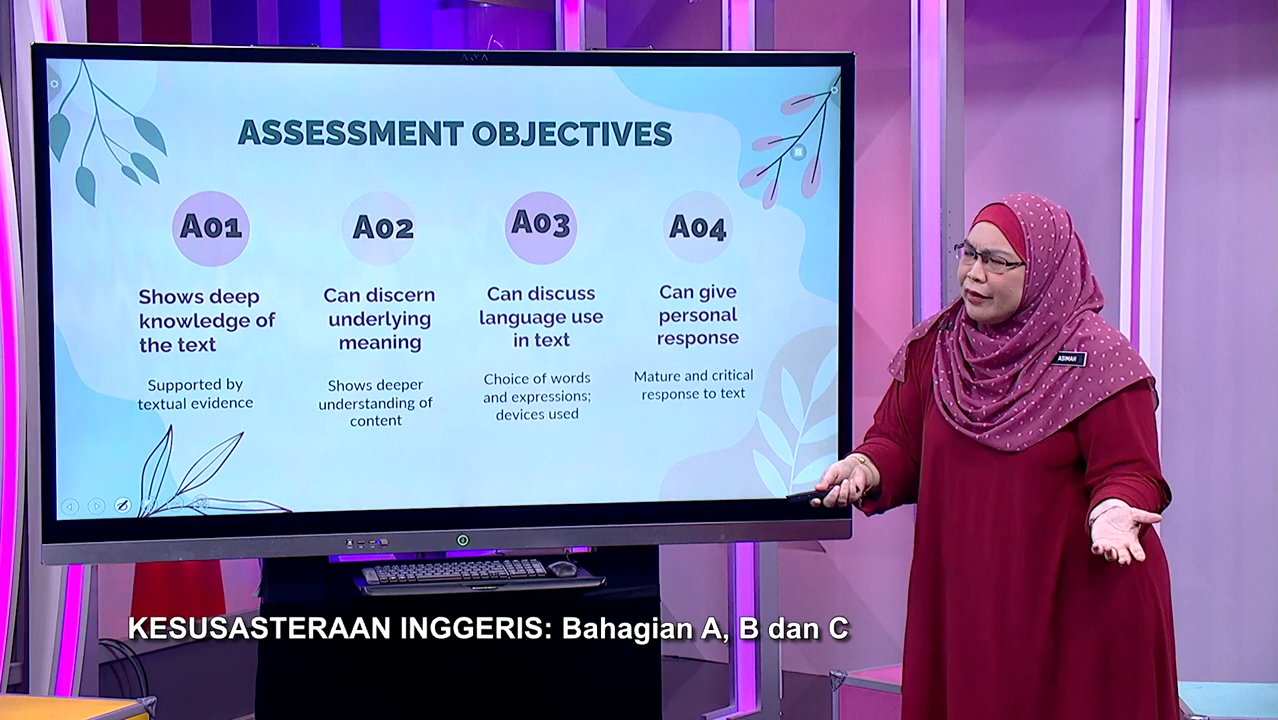 ASSESSMENT OBJECTIVES
A01
Shows deep
knowledge of
the text
Supported by
textual evidence
A02
Can discern
underlying
meaning
Shows deeper
understanding of
content
A03
Can discuss
language use
in text
Choice of words
and expressions;
devices used
A04
Can give
personal
response
Mature and critical
response to text
ASIMAH
KESUSASTERAAN INGGERIS: Bahagian A, B dan C